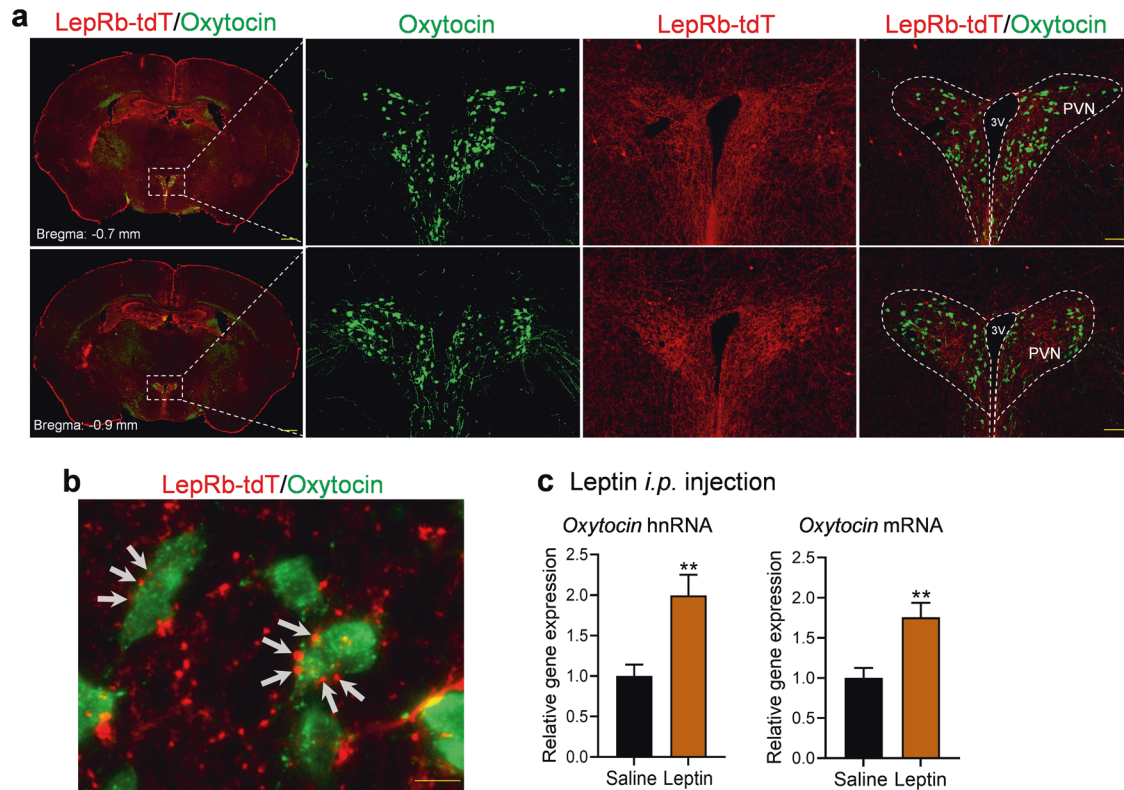 a
LepRb-tdT/Oxytocin
Oxytocin
LepRb-tdT
LepRb-tdT/Oxytocin
Bregma: -0.7 mm
3V
PVN
Bregma: -0.9 mm
3V
PVN
b
LepRb-tdT/Oxytocin
c Leptin i.p. injection
Oxytocin hnRNA
Relative gene expression
2.5
2.0
1.5
1.0
0.5
0.0
**
Saline Leptin
Oxytocin mRNA
Relative gene expression
2.5
2.0
1.5
1.0
0.5
0.0
**
Saline Leptin